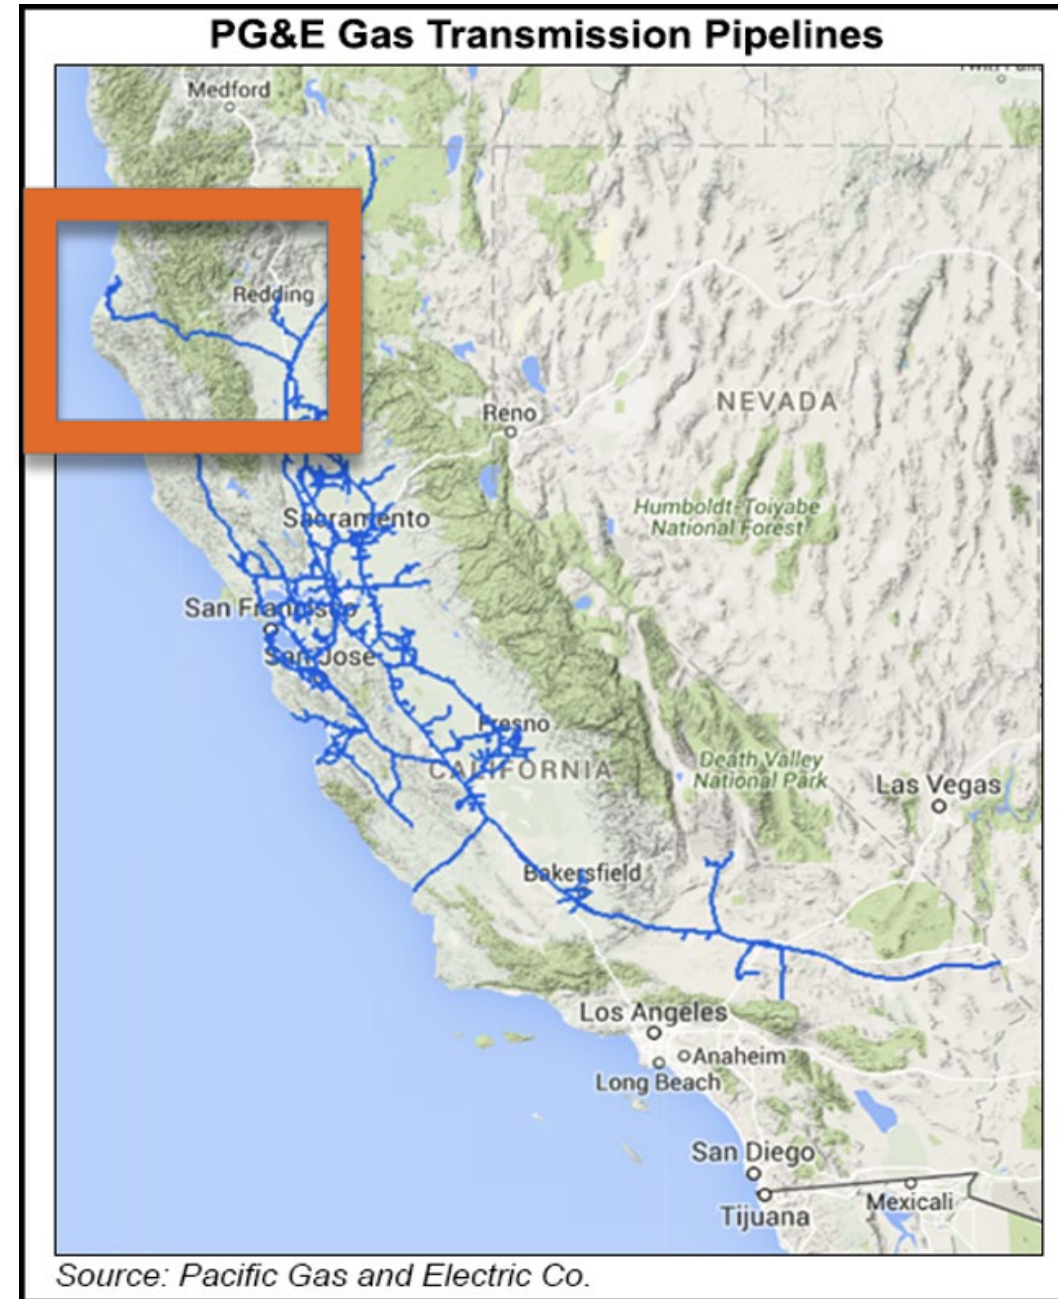 PG&E Gas Transmission Pipelines
Medford
Redding
Reno
NEVADA
Humboldt-Toiyabe
National Forest
Sacramento
San Francisco
San Jose
Fresno
CALIFORNIA
Death Valley
National Park
Las Vegas
Bakersfield
Los Angeles
Anaheim
Long Beach
San Diego
Tijuana
Mexicali
Source: Pacific Gas and Electric Co.